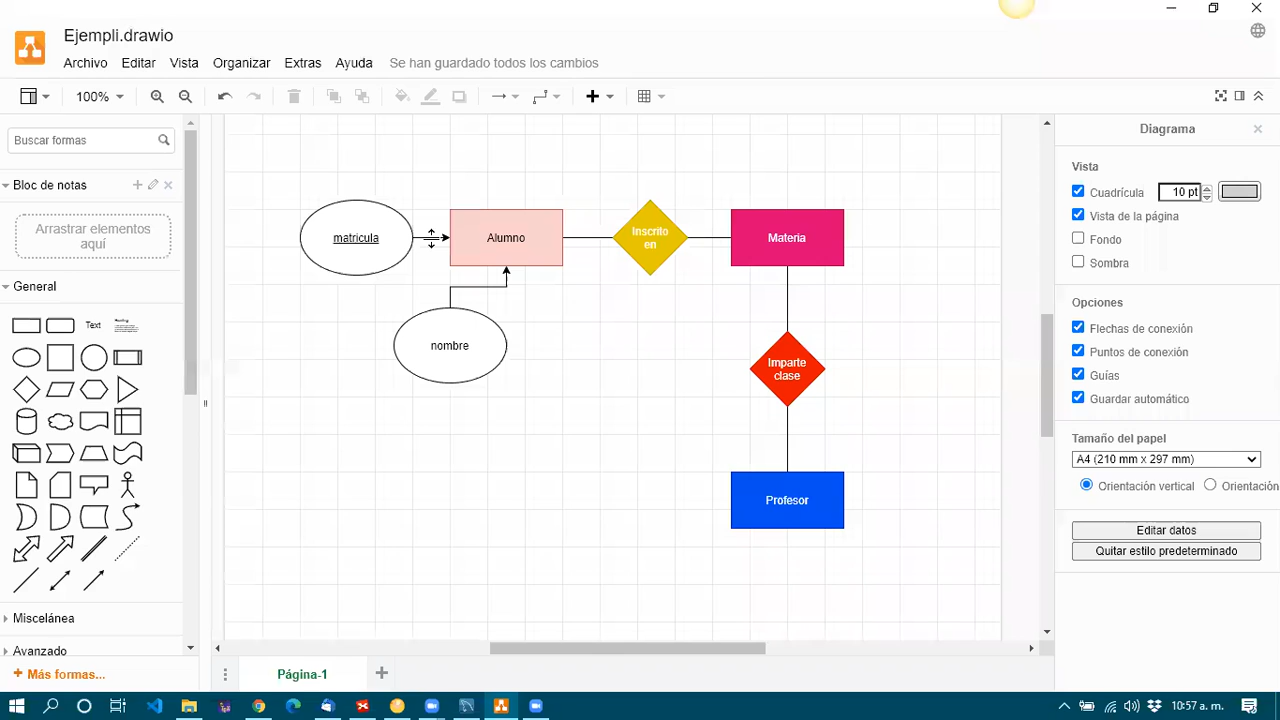 Ejempli.drawio
Archivo Editar Vista Organizar Extras Ayuda Se han guardado todos los cambios
100%
Buscar formas
Bloc de notas
Arrastrar elementos
aquí
General
Text
Heading
Miscelánea
Avanzado
+ Más formas...
matricula
Alumno
Inscrito
en
Materia
nombre
Imparte
clase
Profesor
Página-1
Diagrama
Vista
Cuadrícula 10 pt
Vista de la página
Fondo
Sombra
Opciones
Flechas de conexión
Puntos de conexión
Guías
Guardar automático
Tamaño del papel
A4 (210 mm x 297 mm)
Orientación vertical Orientación
Editar datos
Quitar estilo predeterminado
10:57 a. m.